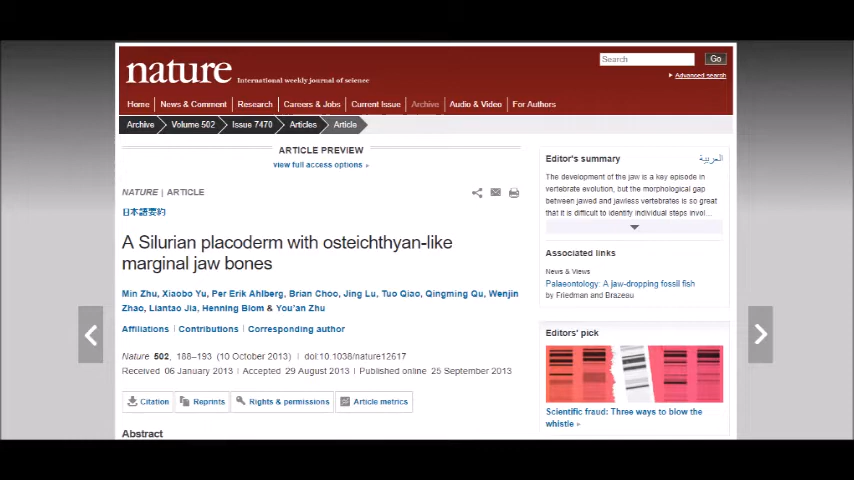 nature International weekly journal of science
Search Go
Advanced search
Home News & Comment Research Careers & Jobs Current Issue Archive Audio & Video For Authors
Archive Volume 502 Issue 7470 Articles Article
ARTICLE PREVIEW
view full access options
NATURE | ARTICLE
日本語要約
A Silurian placoderm with osteichthyan-like
marginal jaw bones
Min Zhu, Xiaobo Yu, Per Erik Ahlberg, Brian Choo, Jing Lu, Tuo Qiao, Qingming Qu, Wenjin
Zhao, Liantao Jia, Henning Blom & You'an Zhu
Affiliations | Contributions | Corresponding author
Nature 502, 188–193 (10 October 2013) | doi:10.1038/nature12617
Received 06 January 2013 | Accepted 29 August 2013 | Published online 25 September 2013
Citation Reprints Rights & permissions Article metrics
Abstract
Editor's summary
العربية
The development of the jaw is a key episode in
vertebrate evolution, but the morphological gap
between jawed and jawless vertebrates is so great
that it is difficult to identify individual steps invol...
Associated links
News & Views
Palaeontology: A jaw-dropping fossil fish
by Friedman and Brazeau
Editors' pick
Scientific fraud: Three ways to blow the
whistle